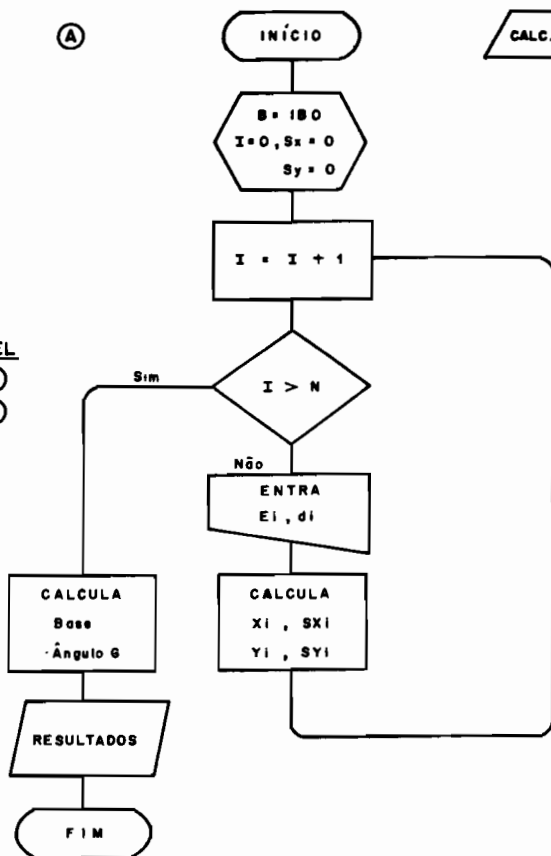 A
INÍCIO
CALC
B = 180
I=0, Sx = 0
Sy = 0
I = I + 1
EL
I > N
Sim
Não
ENTRA
Ei, di
CALCULA
Xi, SXi
Yi, SYi
CALCULA
Base
Ângulo G
RESULTADOS
FIM